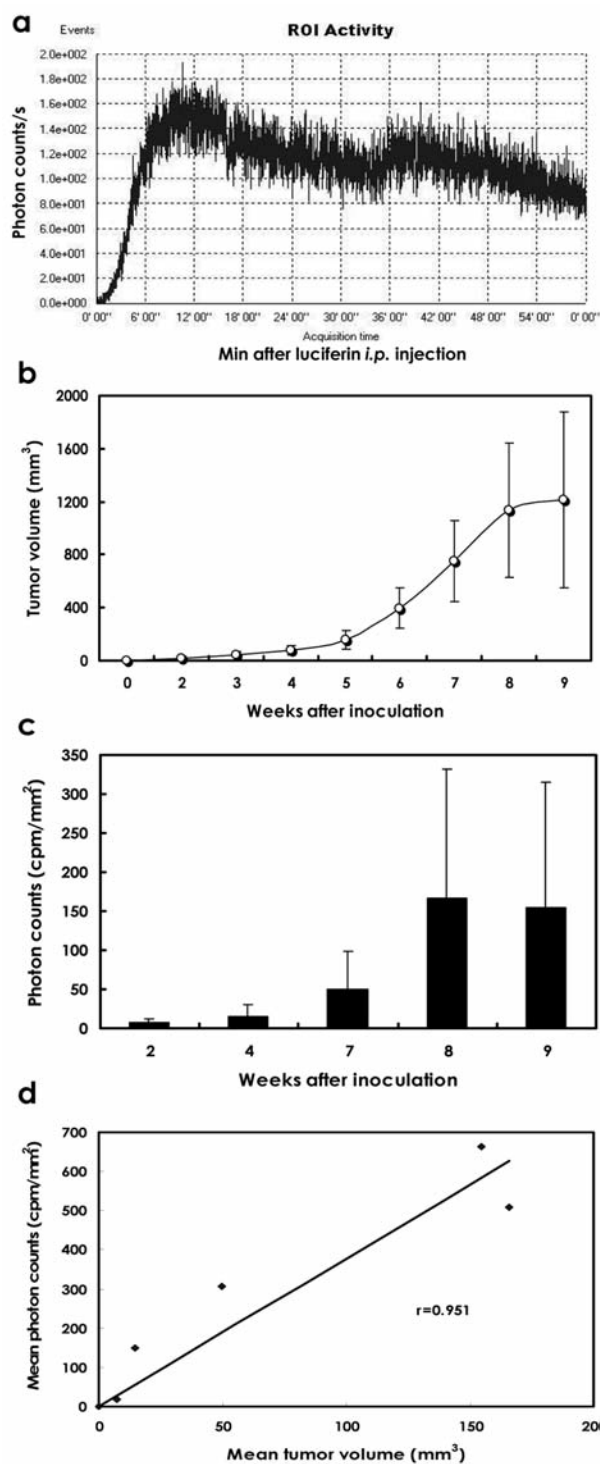 a
Events
ROI Activity
Photon counts/s
2.0e+002
1.8e+002
1.6e+002
1.4e+002
1.2e+002
1.0e+002
8.0e+001
6.0e+001
4.0e+001
2.0e+001
0.0e+000
0' 00" 6' 00" 12' 00" 18' 00" 24' 00" 30' 00" 36' 00" 42' 00" 48' 00" 54' 00" 0' 00"
Acquisition time
Min after luciferin i.p. injection
b
Tumor volume (mm³)
2000
1600
1200
800
400
0
0 2 3 4 5 6 7 8 9
Weeks after inoculation
c
Photon counts (cpm/mm²)
350
300
250
200
150
100
50
0
2 4 7 8 9
Weeks after inoculation
d
Mean photon counts (cpm/mm²)
700
600
500
400
300
200
100
0
r=0.951
0 50 100 150 200
Mean tumor volume (mm³)